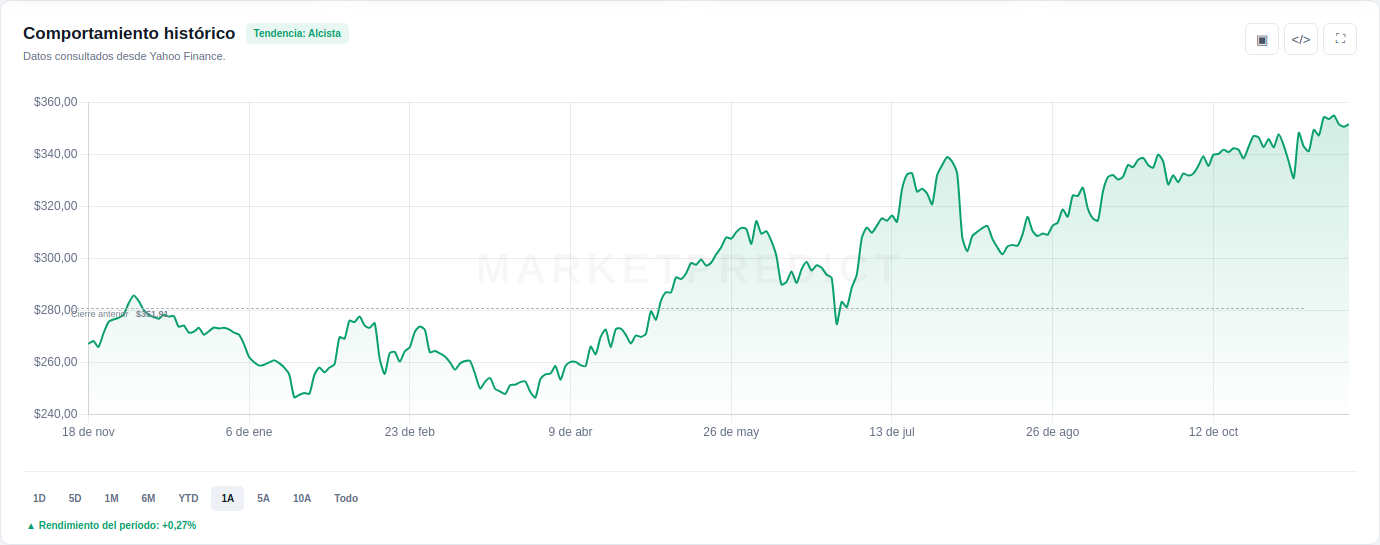 Comportamiento histórico
Tendencia: Alcista
Datos consultados desde Yahoo Finance.
</>
$360,00
$340,00
$320,00
$300,00
$280,00
$260,00
$240,00
MARKETPREDICT
Cierre anterior $351,91
18 de nov 6 de ene 23 de feb 9 de abr 26 de may 13 de jul 26 de ago 12 de oct
1D 5D 1M 6M YTD 1A 5A 10A Todo
▲ Rendimiento del período: +0,27%